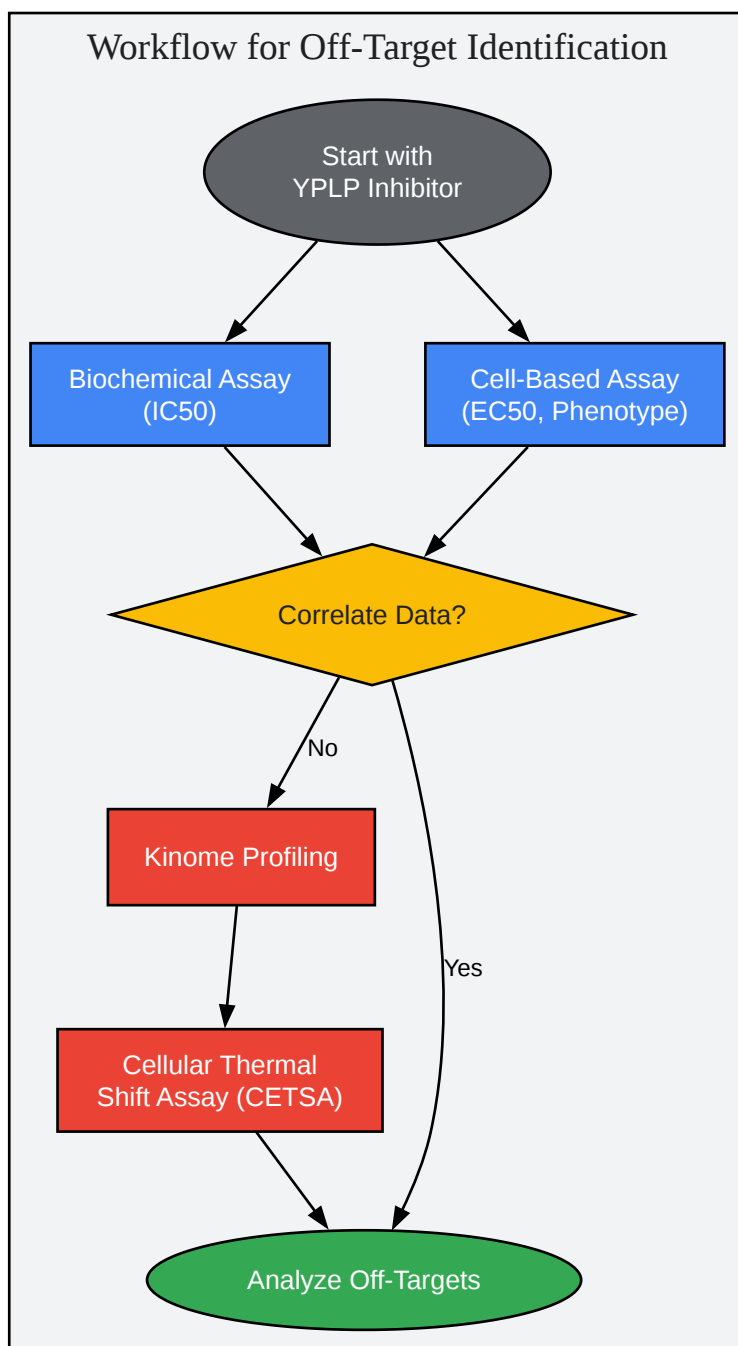 Workflow for Off-Target Identification
Start with
YPLP Inhibitor
Biochemical Assay
(IC50)
Cell-Based Assay
(EC50, Phenotype)
Correlate Data?
No
Kinome Profiling
Yes
Cellular Thermal
Shift Assay (CETSA)
Analyze Off-Targets